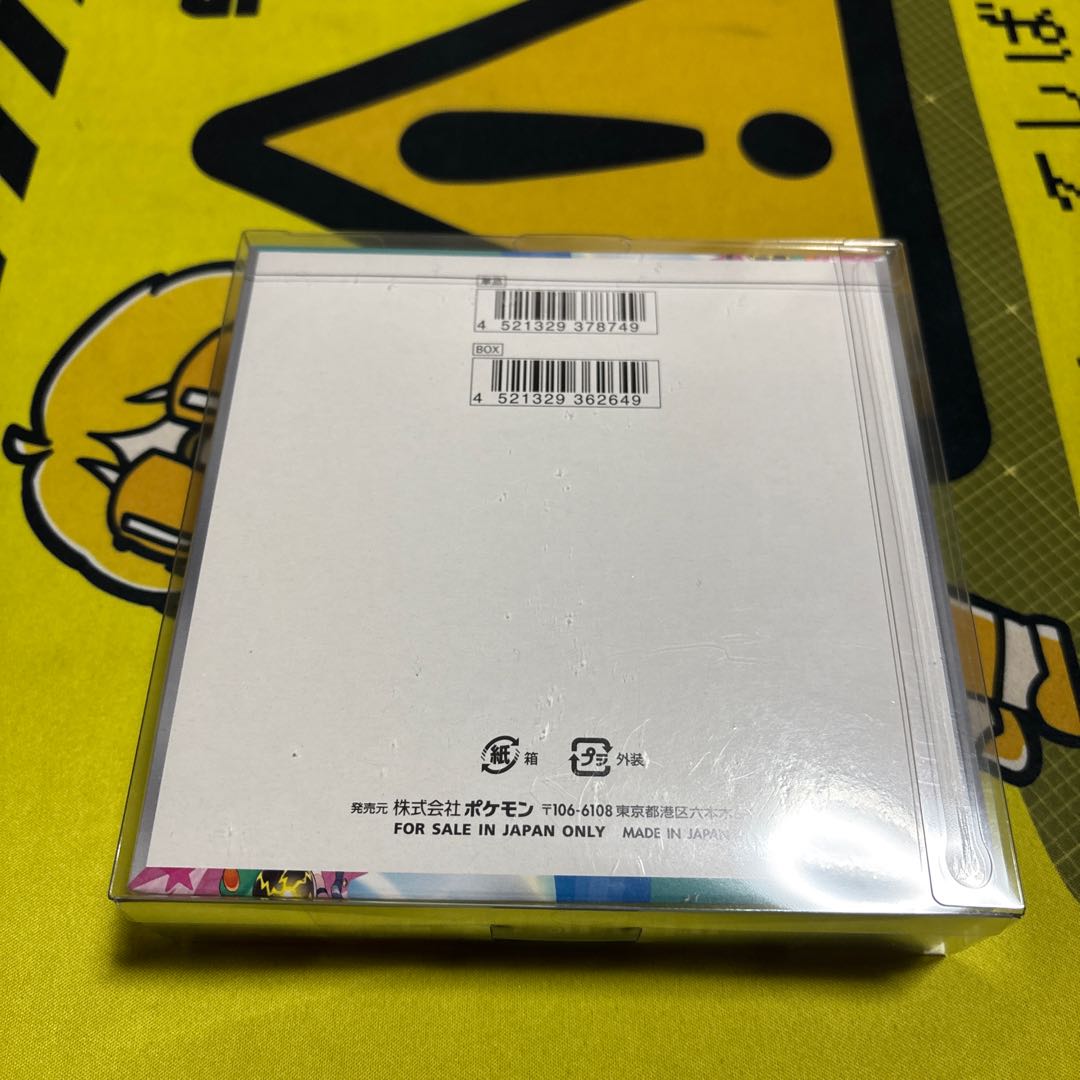 4 521329 378749
BOX
4 521329 362649
紙 箱 プラ 外装
発売元 株式会社 ポケモン 〒106-6108 東京都港区六本木
FOR SALE IN JAPAN ONLY MADE IN JAPAN